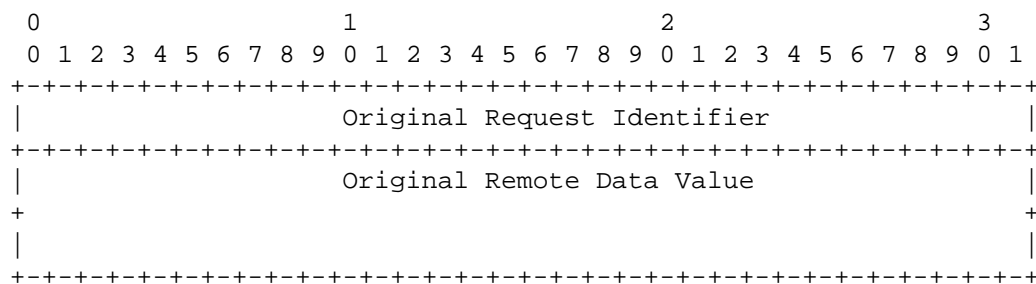 0                   1                   2                   3
 0 1 2 3 4 5 6 7 8 9 0 1 2 3 4 5 6 7 8 9 0 1 2 3 4 5 6 7 8 9 0 1
+-+-+-+-+-+-+-+-+-+-+-+-+-+-+-+-+-+-+-+-+-+-+-+-+-+-+-+-+-+-+-+-+
|                    Original Request Identifier                |
+-+-+-+-+-+-+-+-+-+-+-+-+-+-+-+-+-+-+-+-+-+-+-+-+-+-+-+-+-+-+-+-+
|                    Original Remote Data Value                 |
+                                                               +
|                                                               |
+-+-+-+-+-+-+-+-+-+-+-+-+-+-+-+-+-+-+-+-+-+-+-+-+-+-+-+-+-+-+-+-+